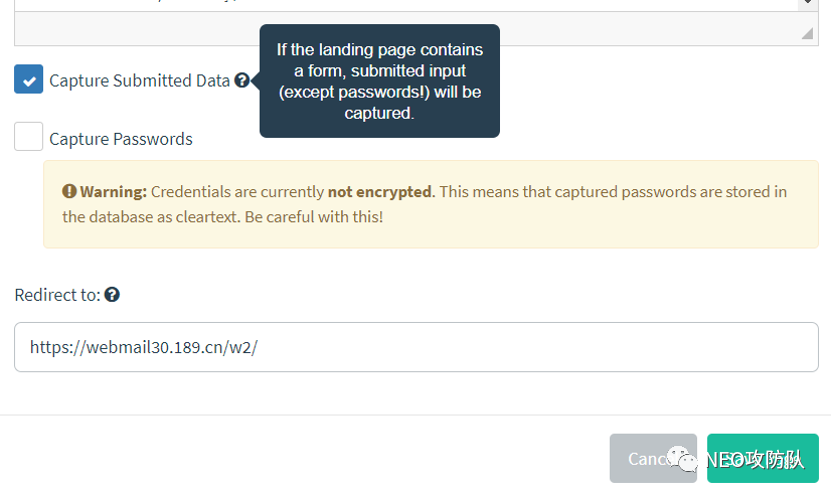 Capture Submitted Data
If the landing page contains
a form, submitted input
(except passwords!) will be
captured.
Capture Passwords
Warning: Credentials are currently not encrypted. This means that captured passwords are stored in
the database as cleartext. Be careful with this!
Redirect to:
https://webmail30.189.cn/w2/
NEO攻防队